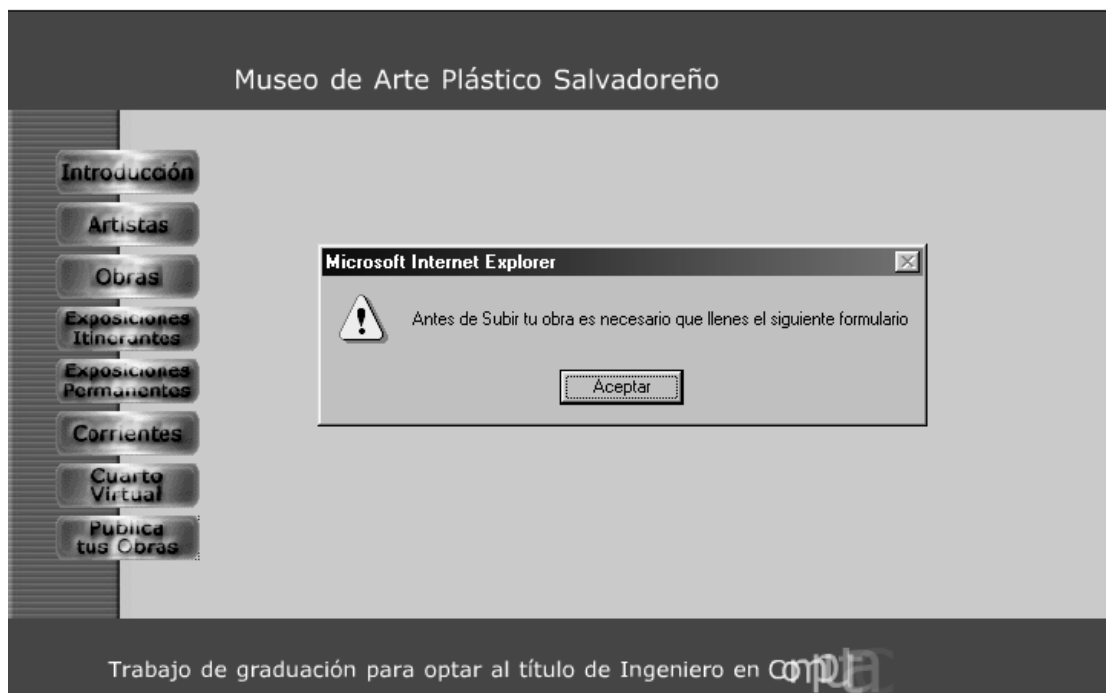 Museo de Arte Plástico Salvadoreño
Introducción
Artistas
Obras
Exposiciones
Itinerantes
Exposiciones
Permanentes
Corrientes
Cuarto
Virtual
Publica
tus Obras
Microsoft Internet Explorer
Antes de Subir tu obra es necesario que llenes el siguiente formulario
Aceptar
Trabajo de graduación para optar al título de Ingeniero en